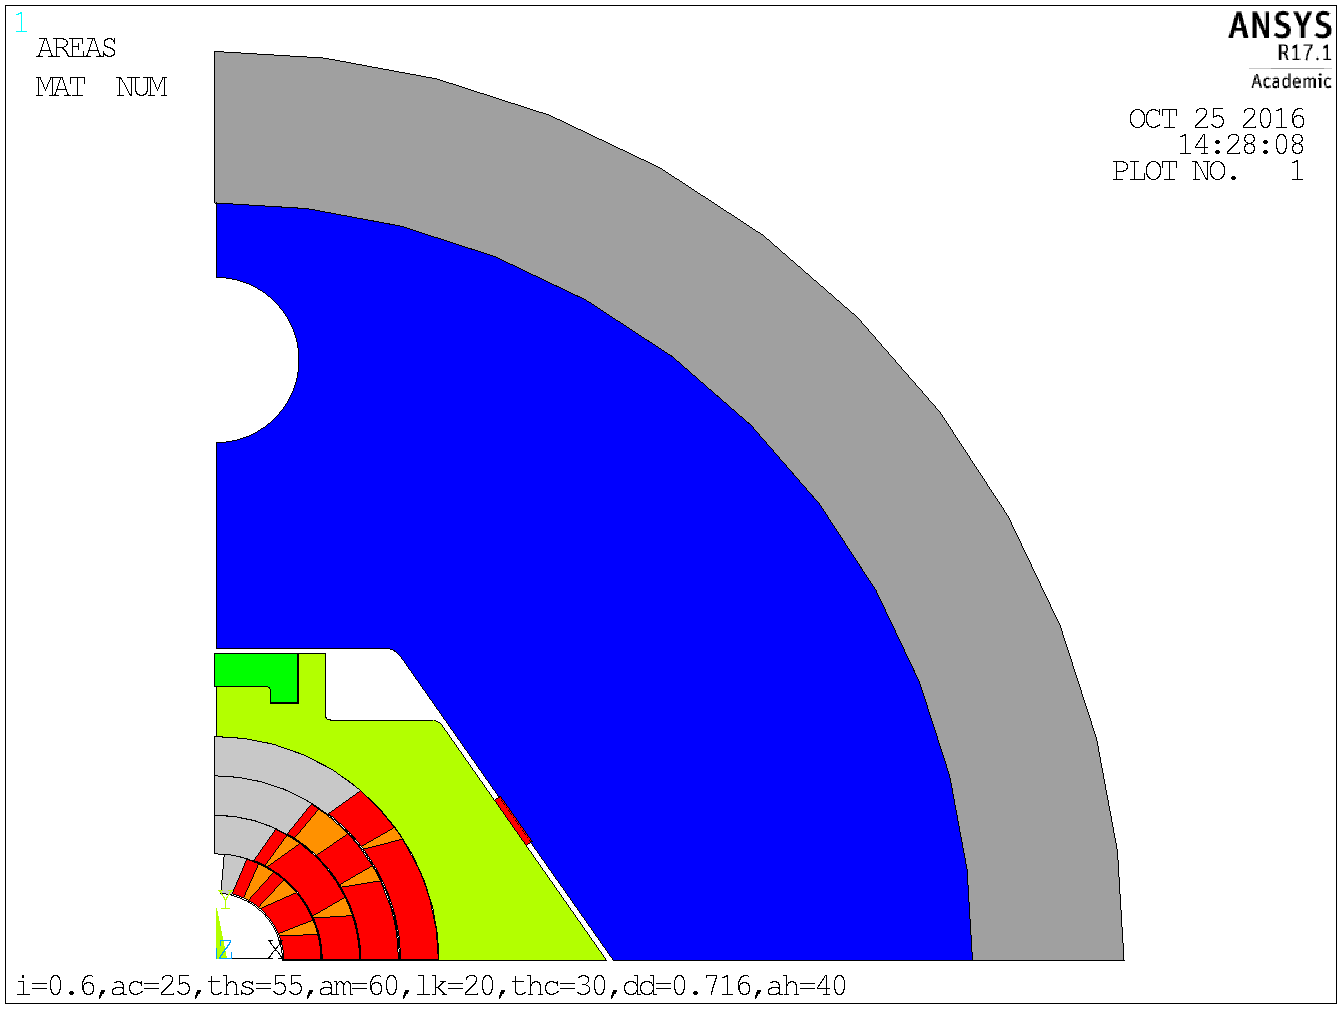 1
AREAS
MAT NUM
ANSYS
R17.1
Academic
OCT 25 2016
14:28:08
PLOT NO. 1
Y
Z X
i=0.6,ac=25,ths=55,am=60,lk=20,thc=30,dd=0.716,ah=40